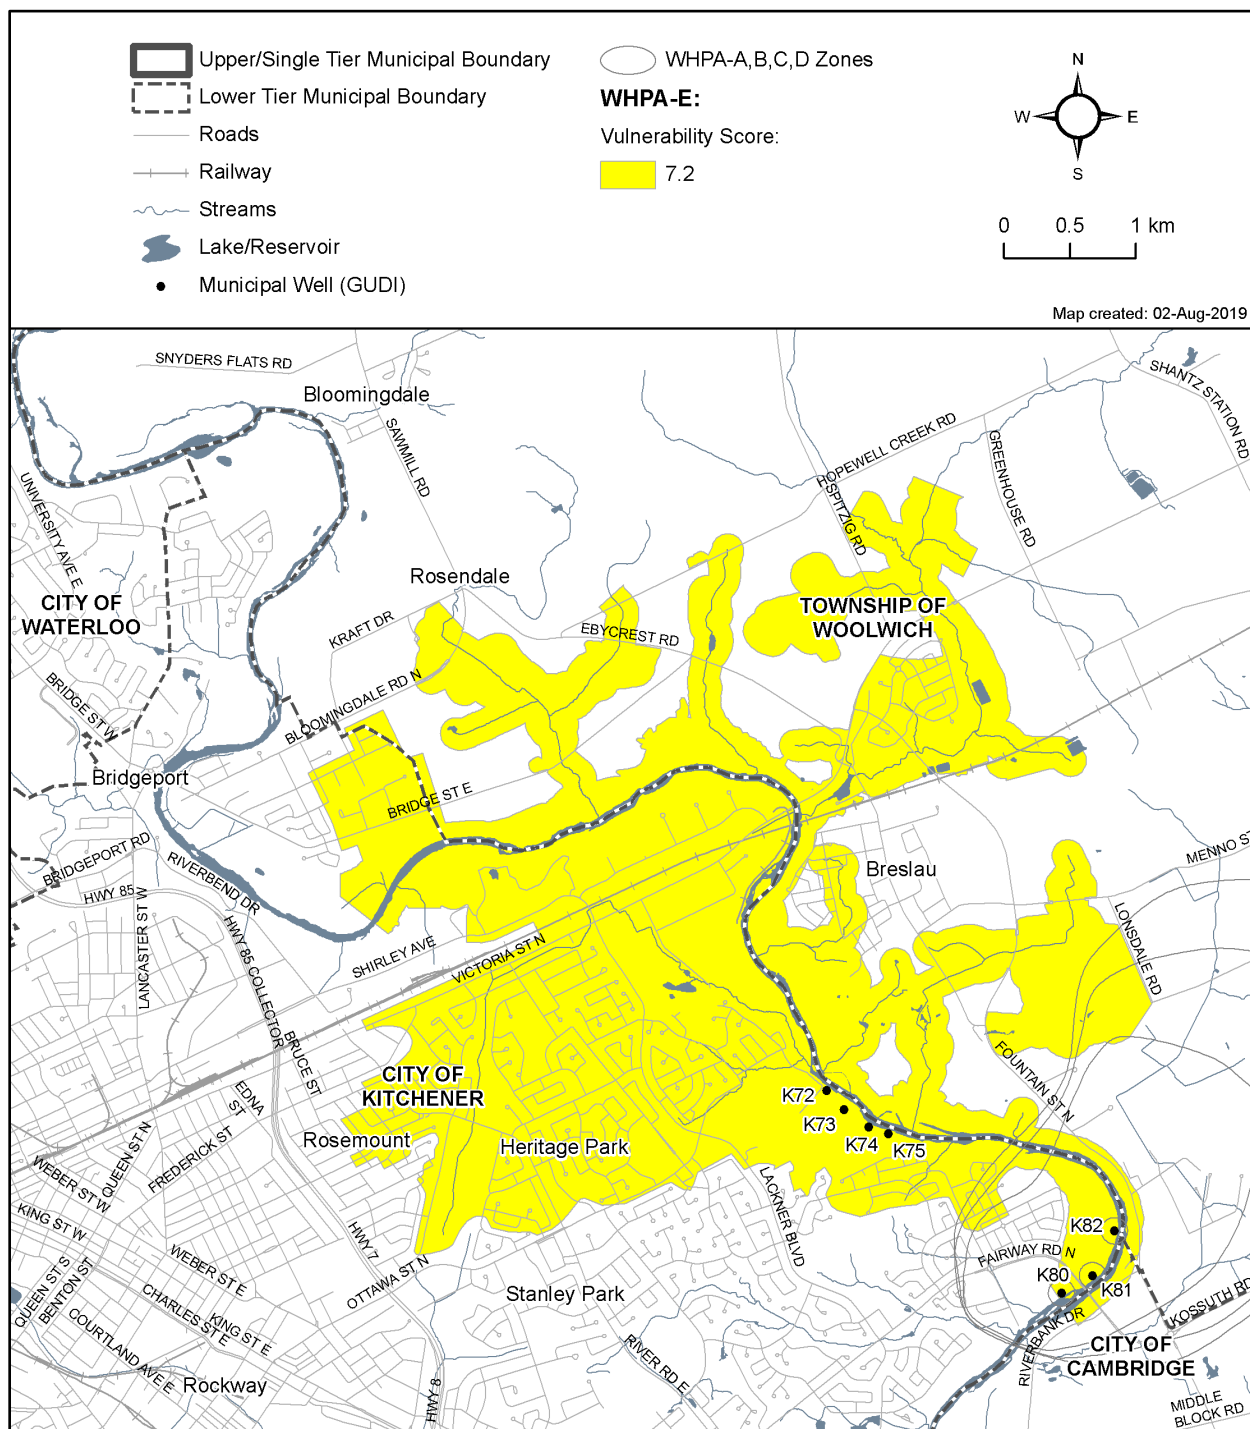 Upper/Single Tier Municipal Boundary
Lower Tier Municipal Boundary
Roads
Railway
Streams
Lake/Reservoir
Municipal Well (GUDI)
WHPA-A,B,C,D Zones
WHPA-E:
Vulnerability Score:
7.2
N
W
E
S
0 0.5 1 km
Map created: 02-Aug-2019
SNYDERS FLATS RD
Bloomingdale
SAWMILL RD
SHANTZ STATION RD
HOPEWELL CREEK RD
GREENHOUSE RD
SPITZIG RD
UNIVERSITY AVE E
Rosendale
CITY OF
WATERLOO
KRAFT DR
EBYCREST RD
TOWNSHIP OF
WOOLWICH
BRIDGE ST W
BLOOMINGDALE RD N
Bridgeport
BRIDGE ST E
BRIDGEPORT RD
RIVERBEND DR
HWY 85
Breslau
MENNO S
LANCASTER ST W
HWY 85 COLLECTOR
SHIRLEY AVE
VICTORIA ST N
LONSDALE RD
BRUCE ST
FOUNTAIN ST N
CITY OF
KITCHENER
EDNA
ST
K72
K73
K74
K75
Rosemount
Heritage Park
QUEEN ST N
FREDERICK ST
WEBER ST W
LACKNER BLVD
KING ST W
HWY 7
K82
FAIRWAY RD N
WEBER ST E
OTTAWA ST N
K80
K81
QUEEN ST S
BENTON ST
Stanley Park
CHARLES ST E
KING ST E
COURTLAND AVE E
KOSSUTH RD
RIVERBANK DR
CITY OF
CAMBRIDGE
RIVER RD E
Rockway
HWY 8
MIDDLE
BLOCK RD